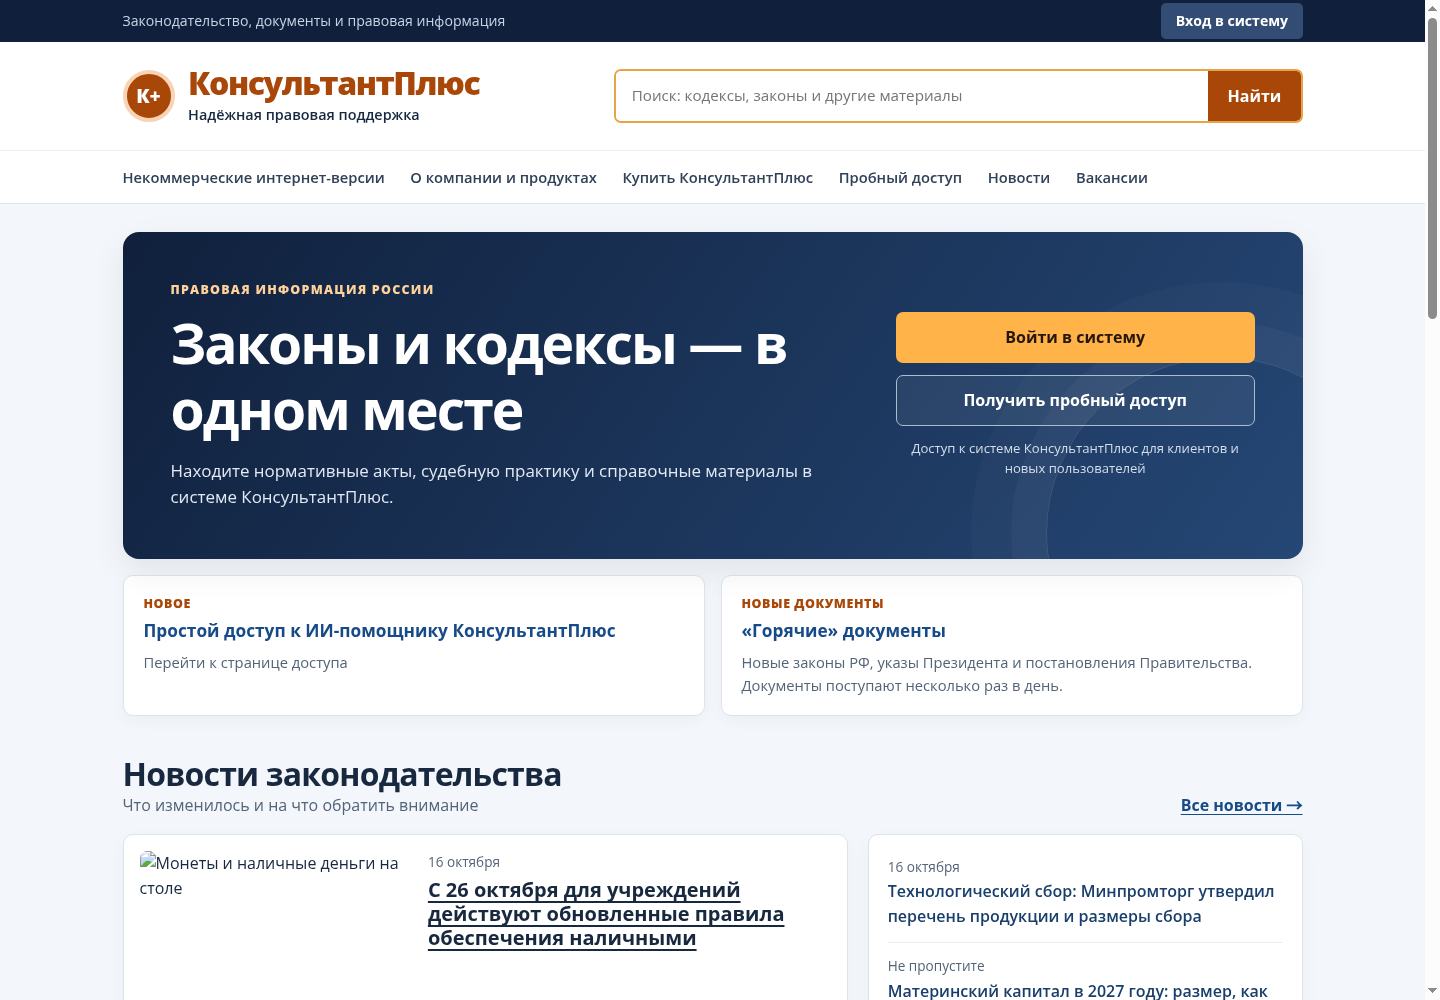 Законодательство, документы и правовая информация
Вход в систему
К+
КонсультантПлюс
Надёжная правовая поддержка
Поиск: кодексы, законы и другие материалы
Найти
Некоммерческие интернет-версии
О компании и продуктах
Купить КонсультантПлюс
Пробный доступ
Новости
Вакансии
ПРАВОВАЯ ИНФОРМАЦИЯ РОССИИ
Законы и кодексы — в
одном месте
Находите нормативные акты, судебную практику и справочные материалы в
системе КонсультантПлюс.
Войти в систему
Получить пробный доступ
Доступ к системе КонсультантПлюс для клиентов и
новых пользователей
НОВОЕ
Простой доступ к ИИ-помощнику КонсультантПлюс
Перейти к странице доступа
НОВЫЕ ДОКУМЕНТЫ
«Горячие» документы
Новые законы РФ, указы Президента и постановления Правительства.
Документы поступают несколько раз в день.
Новости законодательства
Что изменилось и на что обратить внимание
Все новости →
Монеты и наличные деньги на
столе
16 октября
С 26 октября для учреждений
действуют обновленные правила
обеспечения наличными
16 октября
Технологический сбор: Минпромторг утвердил
перечень продукции и размеры сбора
Не пропустите
Материнский капитал в 2027 году: размер, как